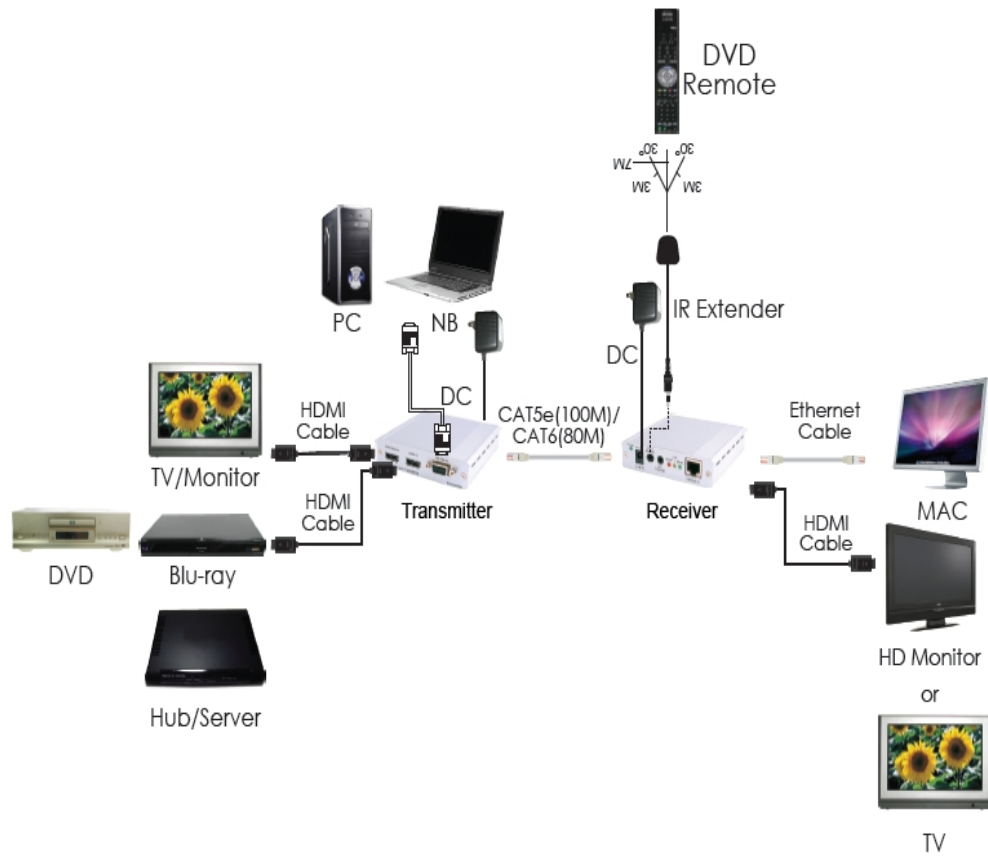 DVD
Remote
30° 30°
7M
3M 3M
IR Extender
PC
NB
DC
DC
HDMI
Cable
CAT5e(100M)/
CAT6(80M)
Ethernet
Cable
TV/Monitor
HDMI
Cable
Transmitter
Receiver
MAC
HDMI
Cable
DVD
Blu-ray
HD Monitor
or
Hub/Server
TV